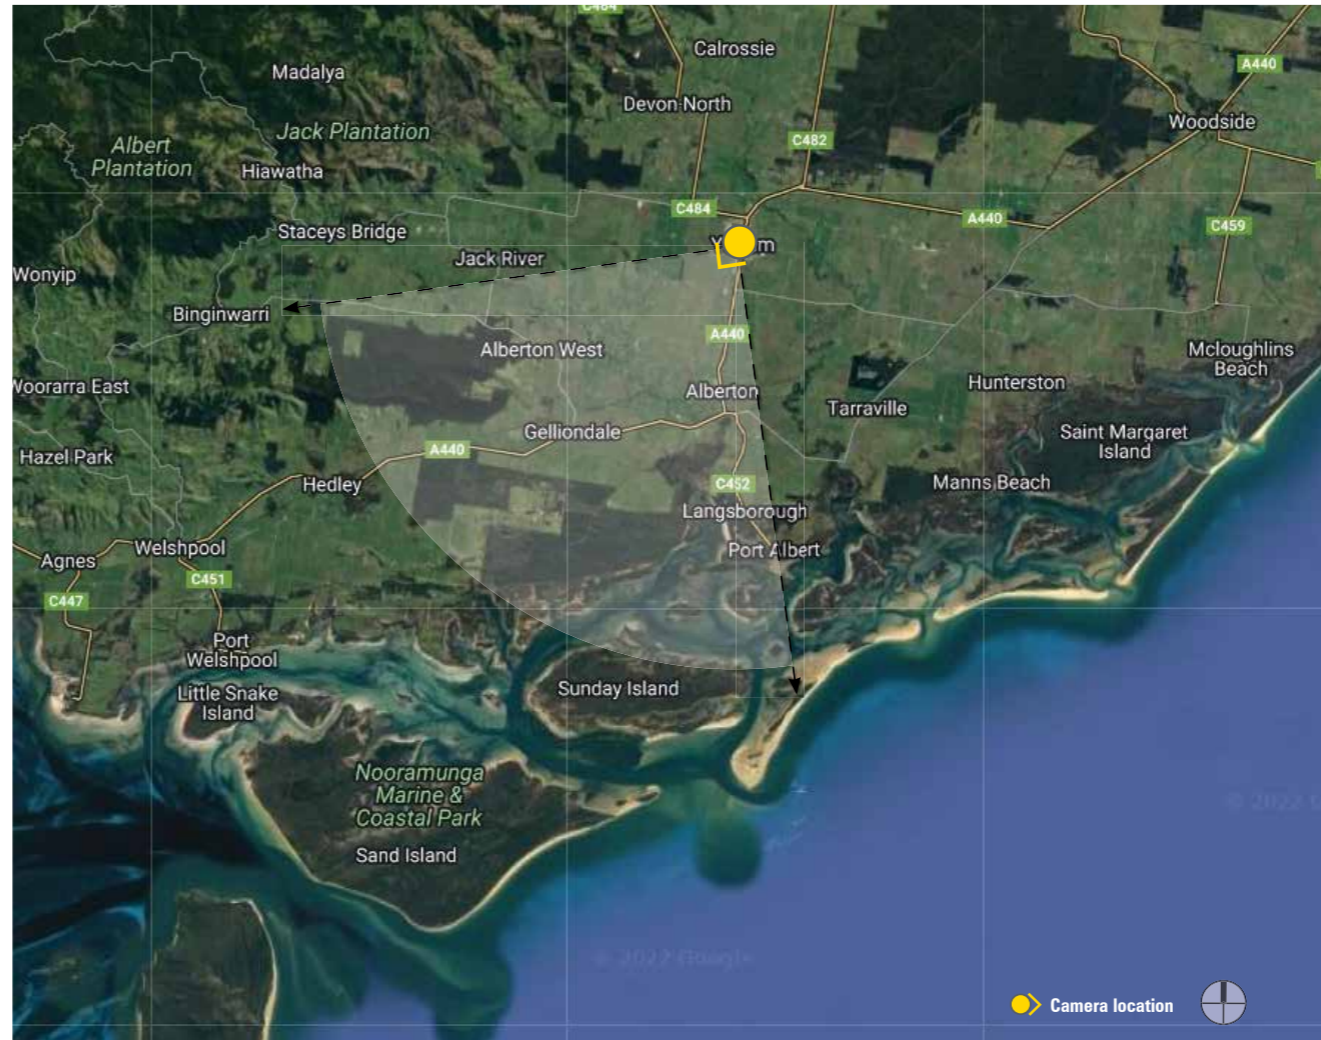 C484
Calrossie
Madalya
A440
Devon North
Woodside
Jack Plantation
Albert
Plantation
C482
Hiawatha
C484
A440
C459
Staceys Bridge
Jack River
Wonyip
Binginwarri
A440
Alberton West
Mcloughlins
Beach
Woorarra East
Hunterston
Alberton
Tarraville
Gelliondale
Saint Margaret
Island
A440
Hazel Park
Hedley
C452
Manns Beach
Langsborough
Welshpool
Port Albert
Agnes
C451
C447
Port
Welshpool
Sunday Island
Little Snake
Island
Nooramunga
Marine &
Coastal Park
Sand Island
© 2022 Google
Camera location